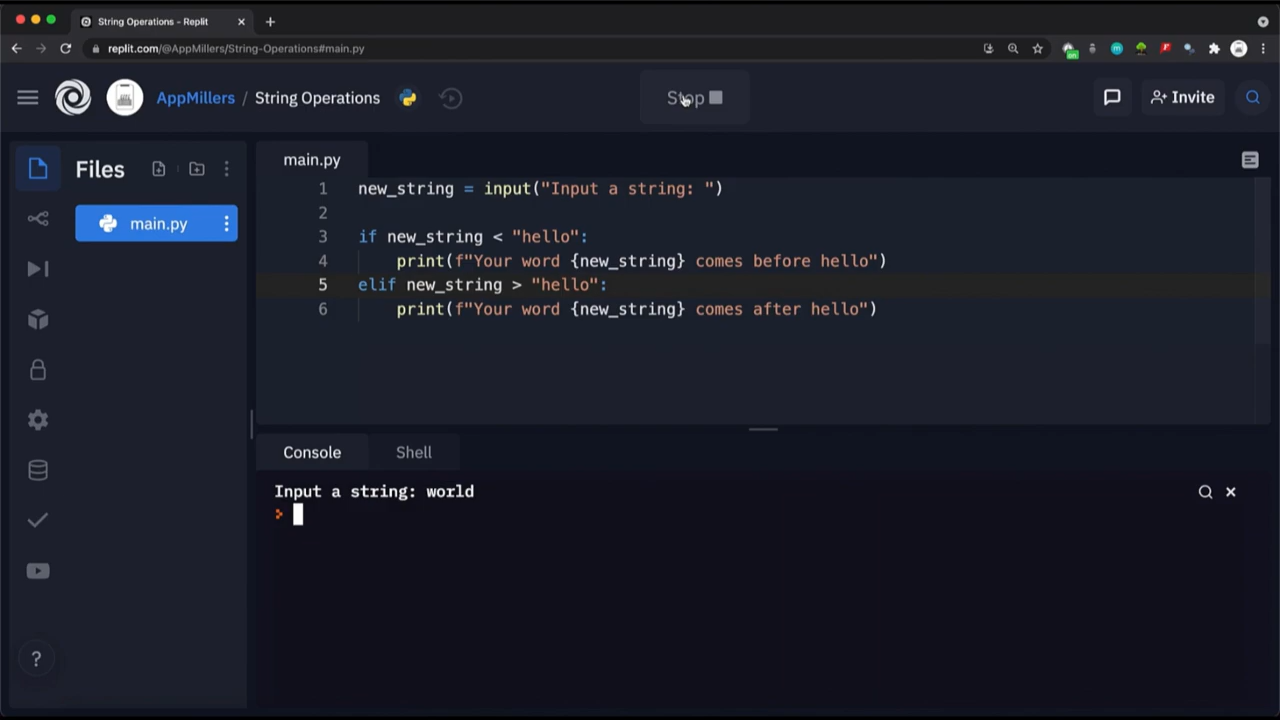 String Operations - Replit
replit.com/@AppMillers/String-Operations#main.py
AppMillers / String Operations
Stop
Invite
Files
main.py
main.py
1 new_string = input("Input a string: ")
2
3 if new_string < "hello":
4 print(f"Your word {new_string} comes before hello")
5 elif new_string > "hello":
6 print(f"Your word {new_string} comes after hello")
Console
Shell
Input a string: world
?